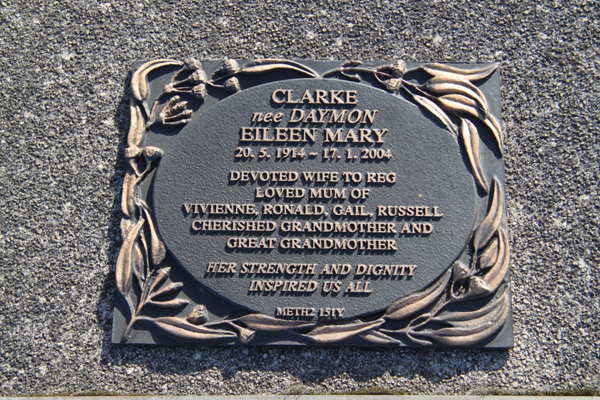 CLARKE
nee DAYMON
EILEEN MARY
20. 5. 1914 ~ 17. 1. 2004
DEVOTED WIFE TO REG
LOVED MUM OF
VIVIENNE, RONALD, GAIL, RUSSELL
CHERISHED GRANDMOTHER AND
GREAT GRANDMOTHER
HER STRENGTH AND DIGNITY
INSPIRED US ALL
METH2 151Y